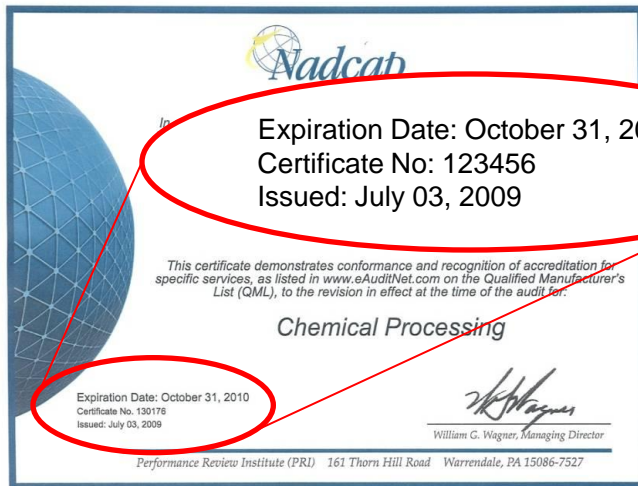 Nadcap
In
Expiration Date: October 31, 20
Certificate No: 123456
Issued: July 03, 2009
This certificate demonstrates conformance and recognition of accreditation for
specific services, as listed in www.eAuditNet.com on the Qualified Manufacturer's
List (QML), to the revision in effect at the time of the audit for:
Chemical Processing
Expiration Date: October 31, 2010
Certificate No. 130176
Issued: July 03, 2009
William G. Wagner, Managing Director
Performance Review Institute (PRI) 161 Thorn Hill Road Warrendale, PA 15086-7527